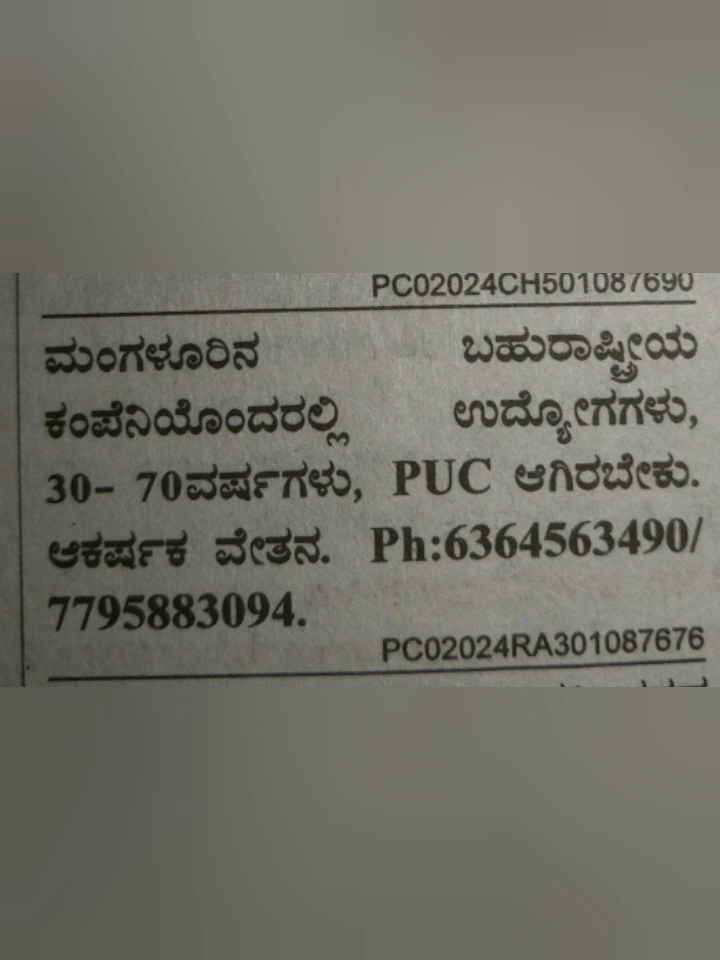 PC02024CH501087690
ಮಂಗಳೂರಿನ ಬಹುರಾಷ್ಟ್ರೀಯ
ಕಂಪೆನಿಯೊಂದರಲ್ಲಿ ಉದ್ಯೋಗಗಳು,
30- 70ವರ್ಷಗಳು, PUC ಆಗಿರಬೇಕು.
ಆಕರ್ಷಕ ವೇತನ. Ph:6364563490/
7795883094.
PC02024RA301087676